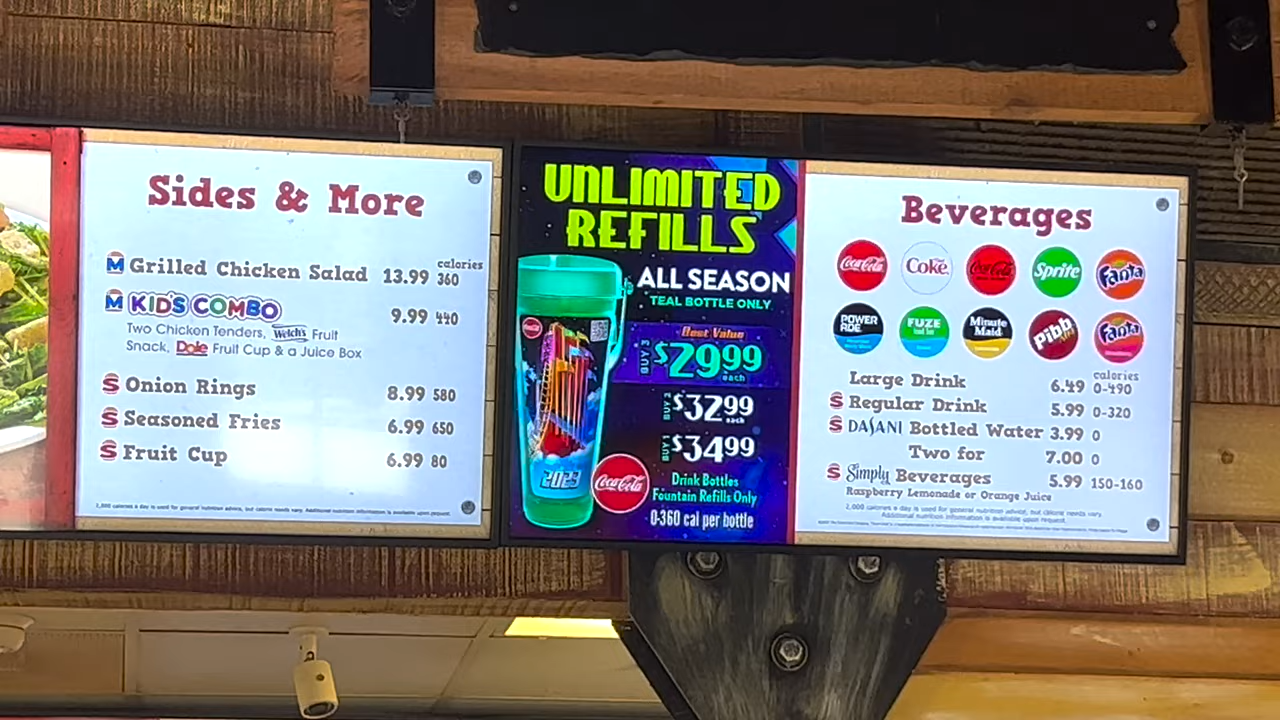 Sides & More
calories
M Grilled Chicken Salad 13.99 360
M KID'S COMBO 9.99 440
Two Chicken Tenders, Welch's Fruit
Snack, Dole Fruit Cup & a Juice Box
S Onion Rings 8.99 580
S Seasoned Fries 6.99 650
S Fruit Cup 6.99 80
2,000 calories a day is used for general nutrition advice, but calorie needs vary. Additional nutrition information is available upon request.
UNLIMITED
REFILLS
ALL SEASON
TEAL BOTTLE ONLY
Best Value
BUY 3 $29.99 each
BUY 2 $32.99 each
BUY 1 $34.99
Coca-Cola
2023
Coca-Cola
Drink Bottles
Fountain Refills Only
0-360 cal per bottle
Beverages
Coca-Cola Coke Coca-Cola Sprite Fanta
POWERADE FUZE Minute Maid Pibb Fanta
calories
Large Drink 6.49 0-490
S Regular Drink 5.99 0-320
S DASANI Bottled Water 3.99 0
Two for 7.00 0
S Simply Beverages 5.99 150-160
Raspberry Lemonade or Orange Juice
2,000 calories a day is used for general nutrition advice, but calorie needs vary.
Additional nutrition information is available upon request.